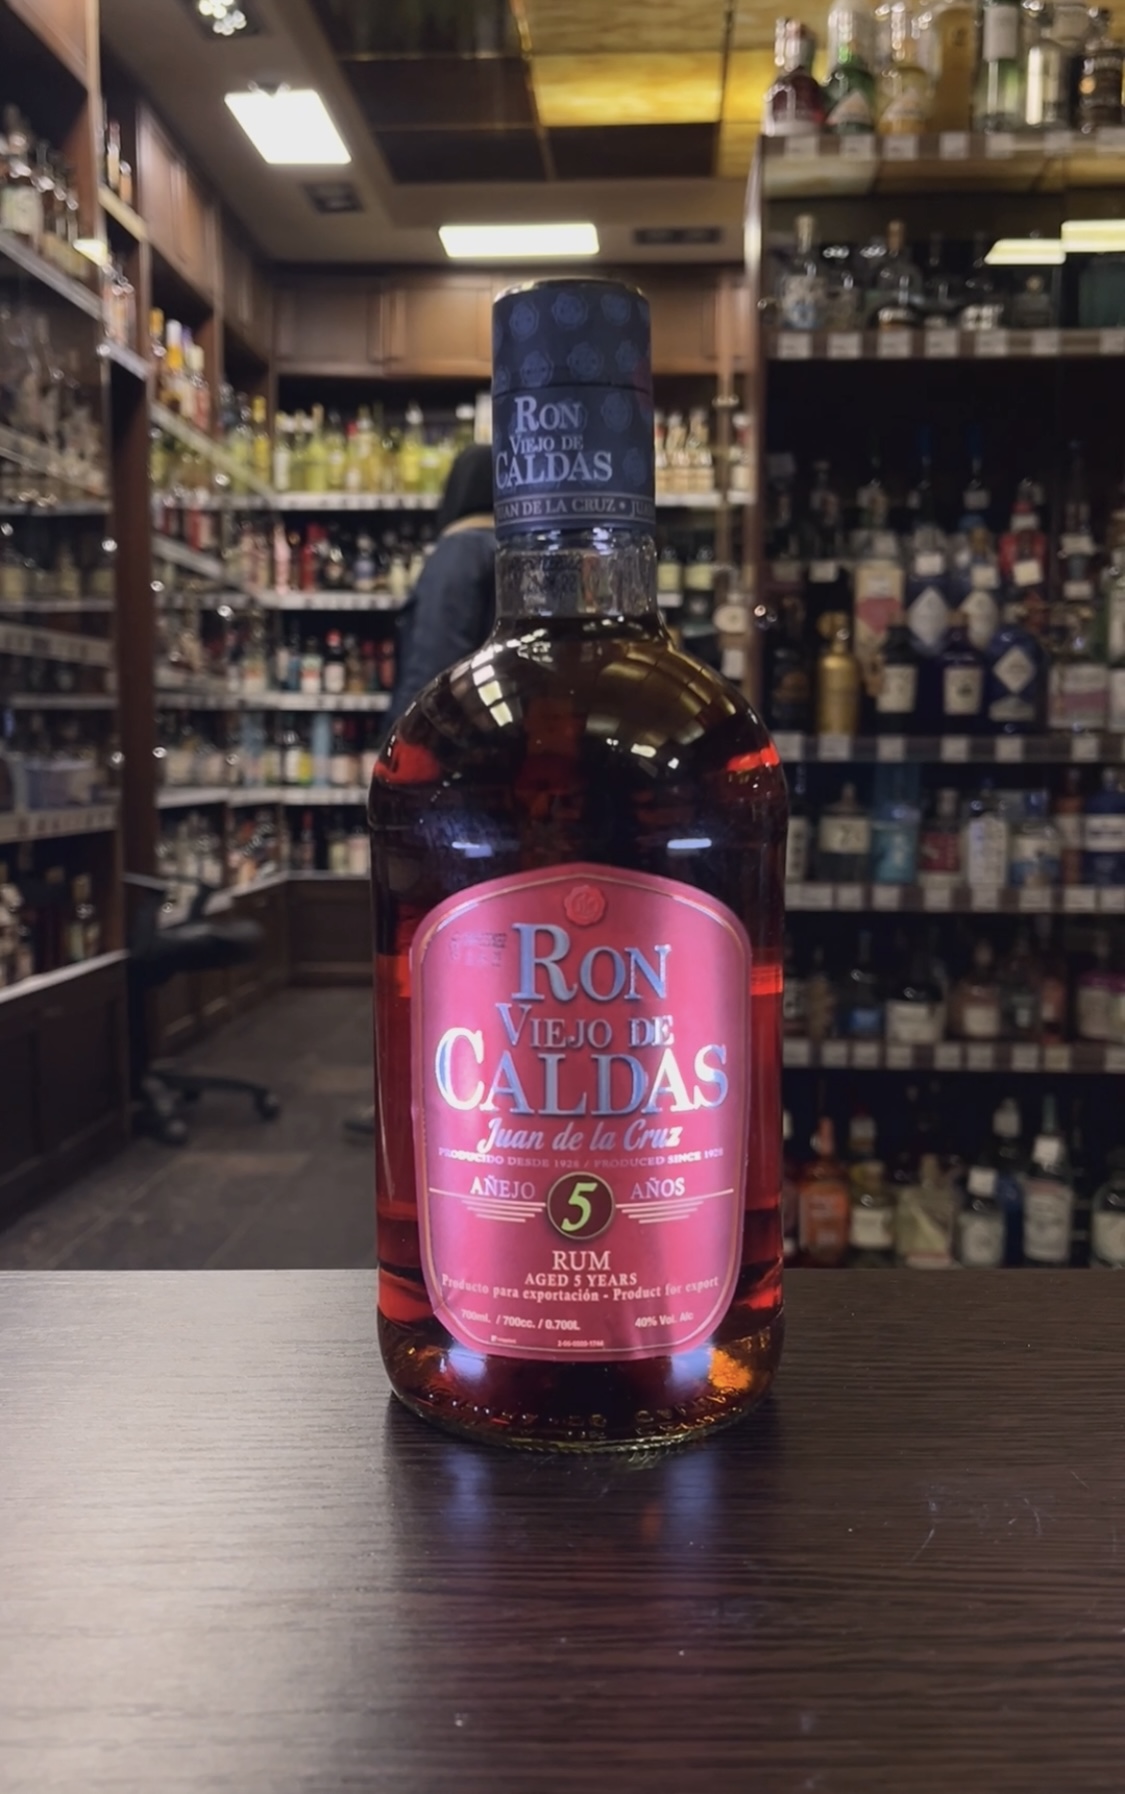 RON
VIEJO DE
CALDAS
JUAN DE LA CRUZ •
RON
VIEJO DE
CALDAS
Juan de la Cruz
PRODUCIDO DESDE 1928 / PRODUCED SINCE 1928
AÑEJO 5 AÑOS
RUM
AGED 5 YEARS
Producto para exportación - Product for export
700ml. / 700cc. / 0.700L 40% Vol. Alc